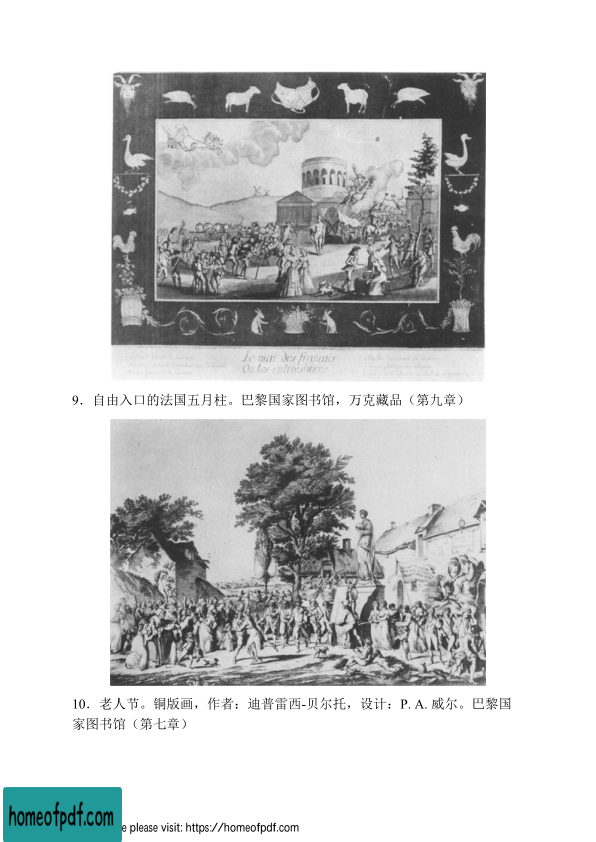 Le mai des français
Ou les entrées libres
9．自由入口的法国五月柱。巴黎国家图书馆，万克藏品（第九章）
10．老人节。铜版画，作者：迪普雷西-贝尔托，设计：P. A. 威尔。巴黎国
家图书馆（第七章）
homeofpdf.com
e please visit: https://homeofpdf.com